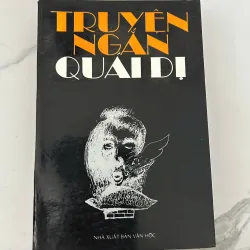 TRUYỆN
NGẮN
QUÁI DỊ
NHÀ XUẤT BẢN VĂN HỌC